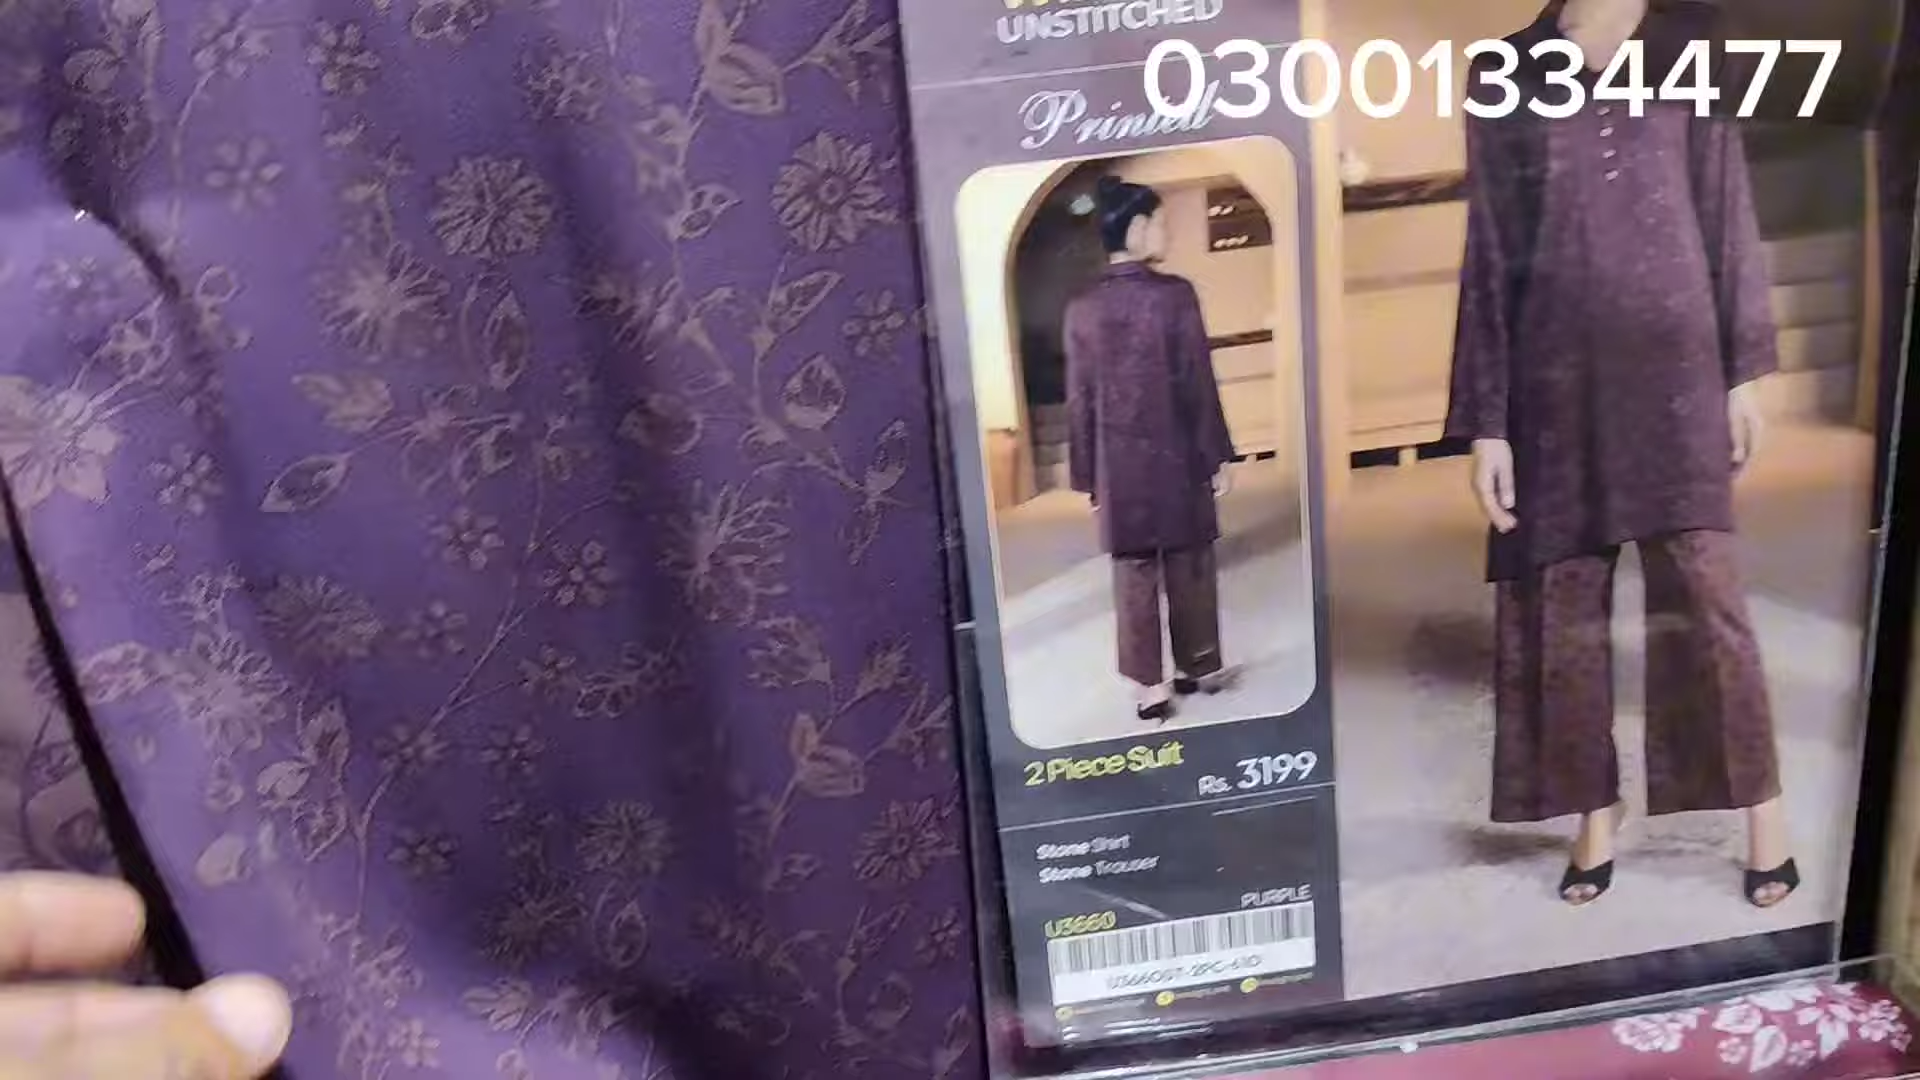 UNSTITCHED
03001334477
Printed
2 Piece Suit
Rs. 3199
Stone Shirt
Stone Trouser
PURPLE
U3660